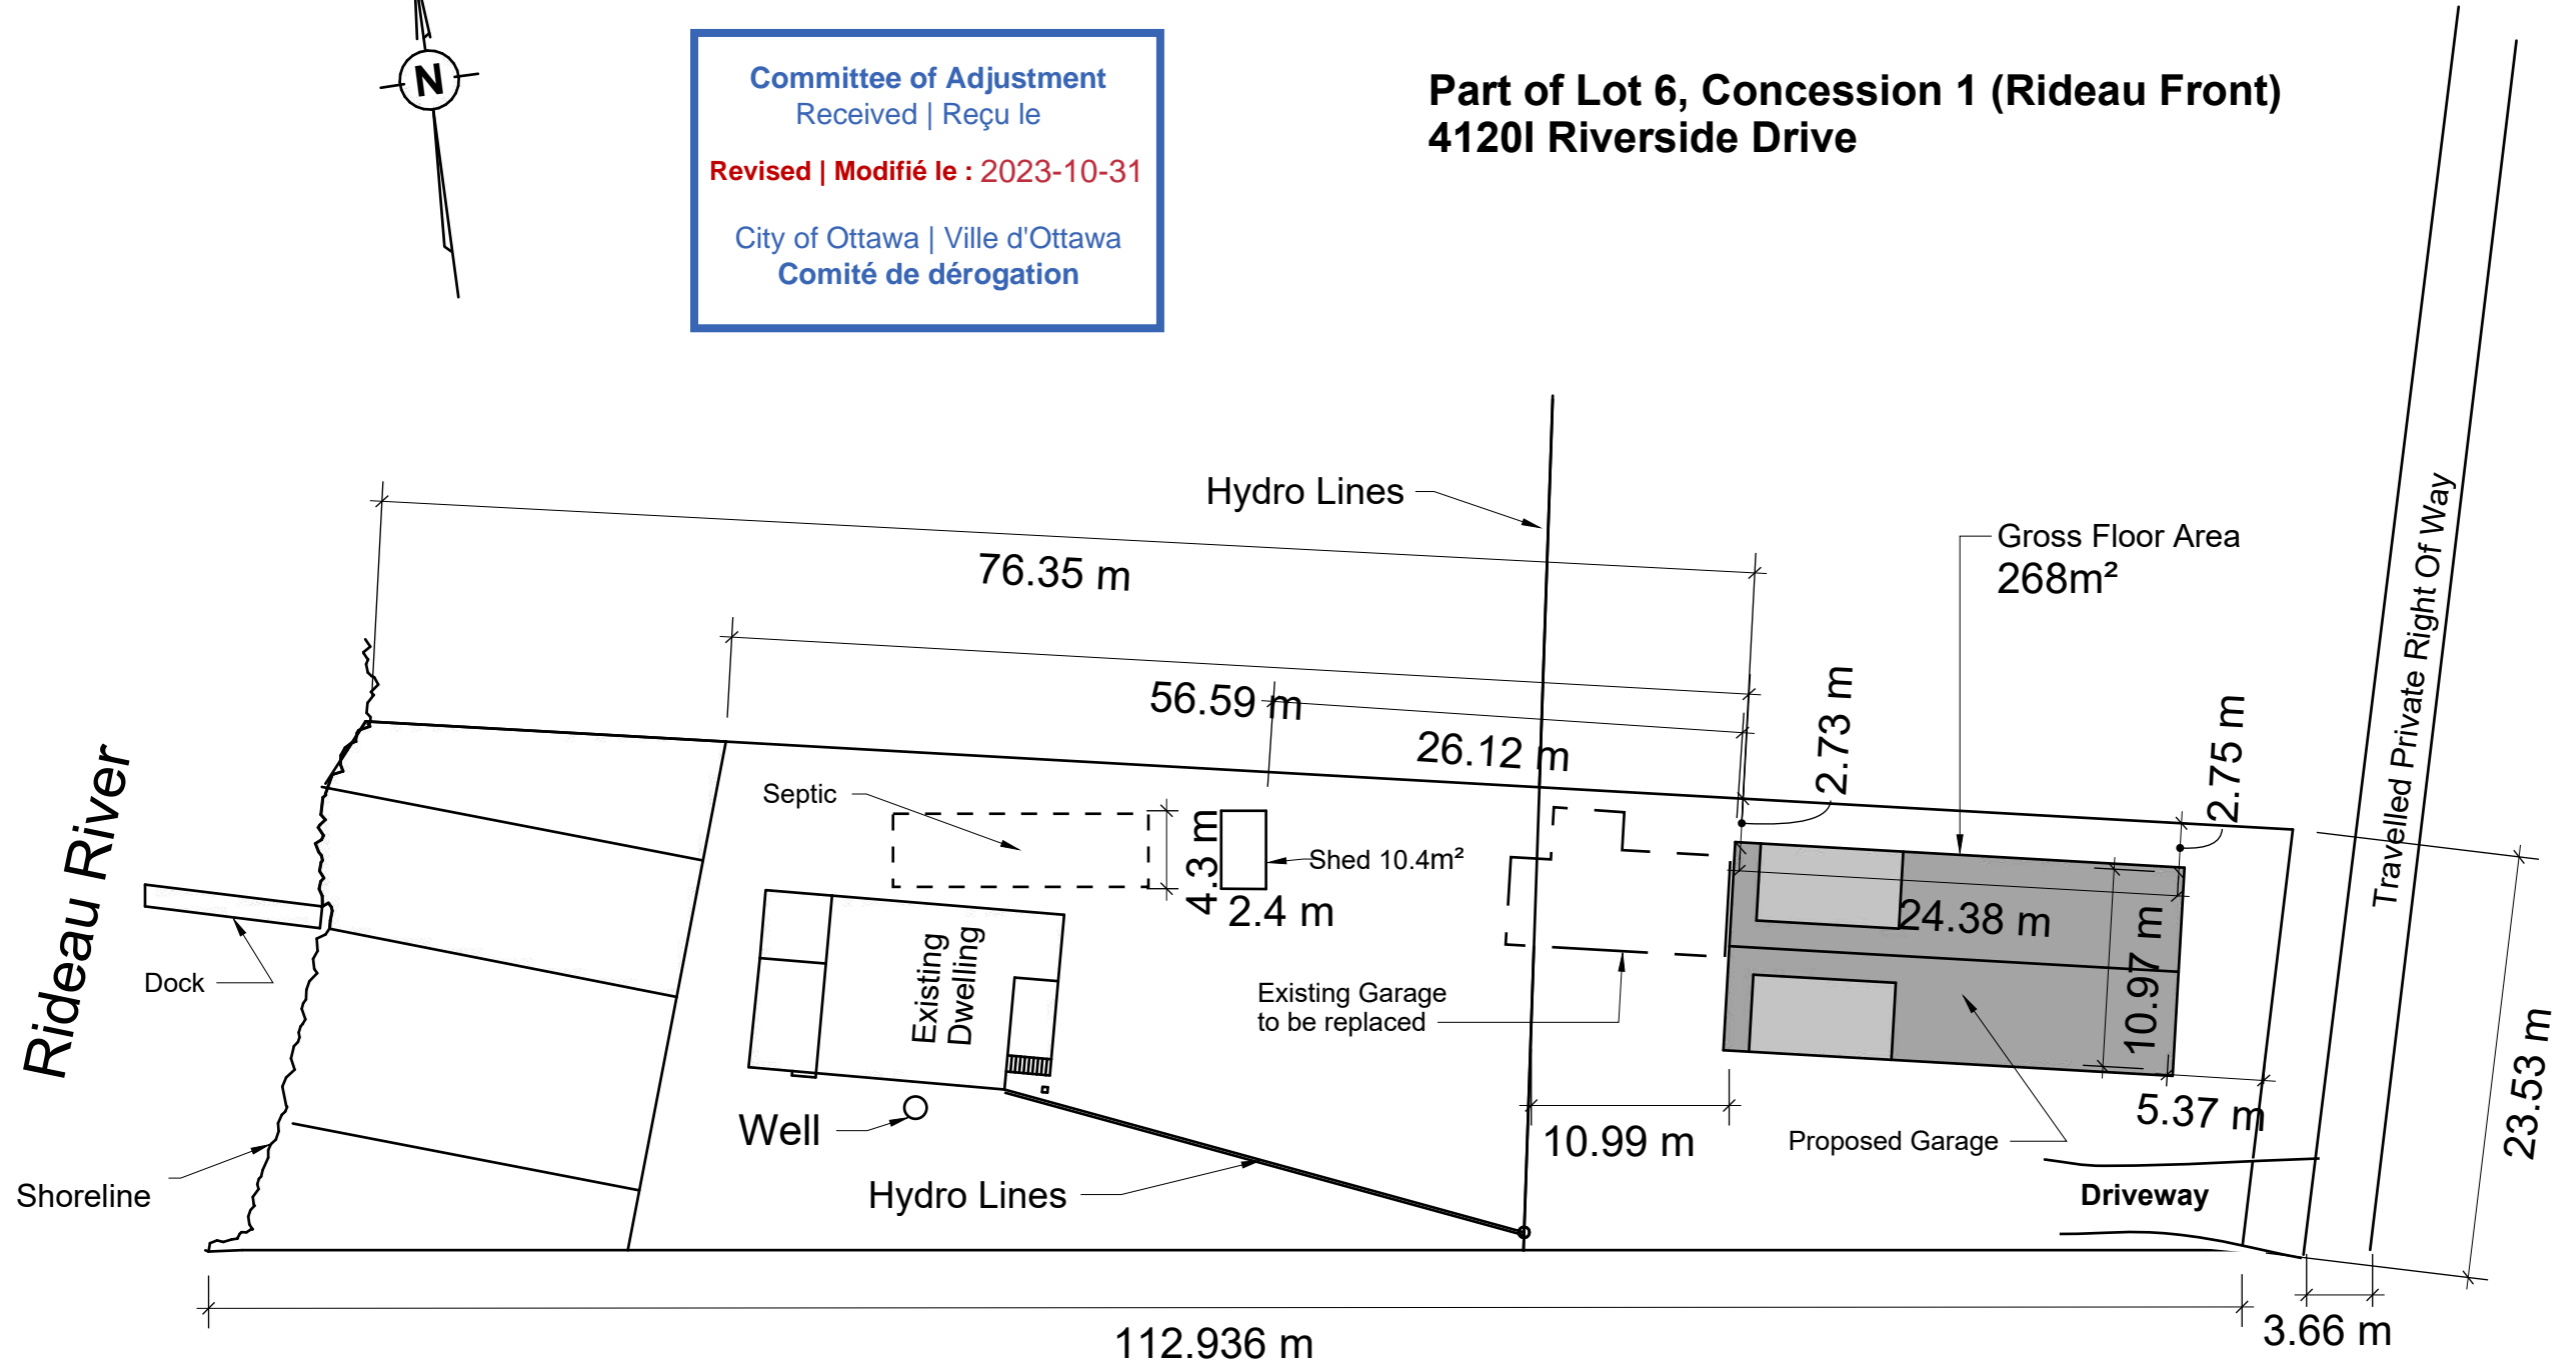 N
Committee of Adjustment
Received | Reçu le
Revised | Modifié le : 2023-10-31
City of Ottawa | Ville d'Ottawa
Comité de dérogation
Part of Lot 6, Concession 1 (Rideau Front)
4120I Riverside Drive
Hydro Lines
76.35 m
Gross Floor Area
268m²
Travelled Private Right Of Way
56.59 m
26.12 m
2.73 m
2.75 m
Rideau River
Septic
4.3 m
Shed 10.4m²
2.4 m
24.38 m
10.97 m
Dock
Existing
Dwelling
Existing Garage
to be replaced
Well
10.99 m
Proposed Garage
5.37 m
23.53 m
Shoreline
Hydro Lines
Driveway
112.936 m
3.66 m